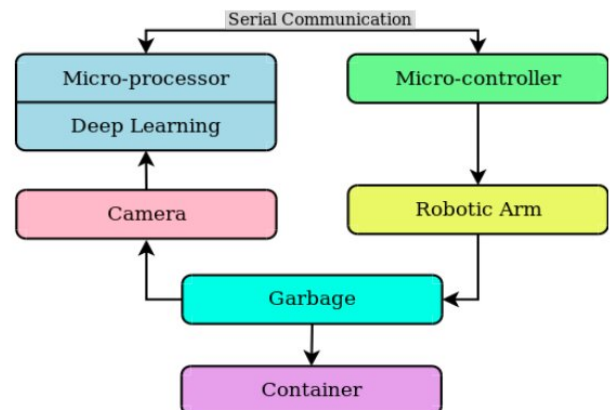 Serial Communication
Micro-processor
Micro-controller
Deep Learning
Camera
Robotic Arm
Garbage
Container